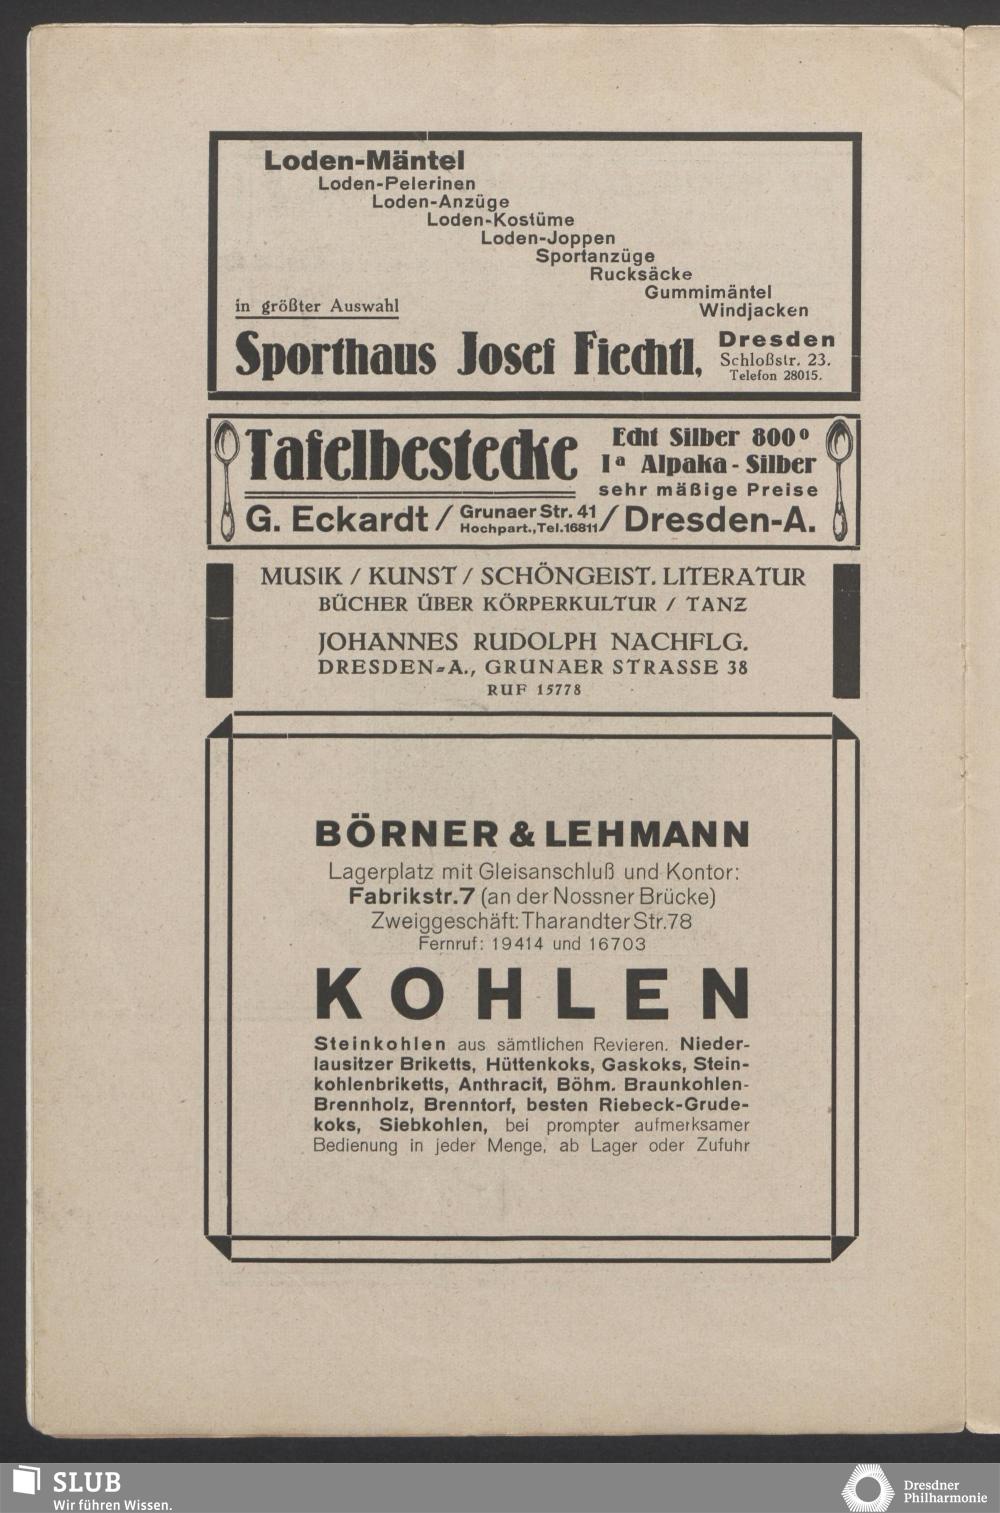 Loden-Mäntel
Loden-Pelerinen
Loden-Anzüge
Loden-Kostüme
Loden-Joppen
Sportanzüge
Rucksäcke
Gummimäntel
Windjacken
in größter Auswahl
Sporthaus Josef Fiechtl,
Dresden
Schloßstr. 23.
Telefon 28015.
Tafelbestecke
Echt Silber 800°
Iª Alpaka-Silber
sehr mäßige Preise
G. Eckardt / Grunaer Str. 41 / Dresden-A.
Hochpart., Tel. 16811
MUSIK / KUNST / SCHÖNGEIST. LITERATUR
BÜCHER ÜBER KÖRPERKULTUR / TANZ
JOHANNES RUDOLPH NACHFLG.
DRESDEN-A., GRUNAER STRASSE 38
RUF 15778
BÖRNER & LEHMANN
Lagerplatz mit Gleisanschluß und Kontor:
Fabrikstr. 7 (an der Nossner Brücke)
Zweiggeschäft: Tharandter Str. 78
Fernruf: 19414 und 16703
KOHLEN
Steinkohlen aus sämtlichen Revieren. Nieder-
lausitzer Briketts, Hüttenkoks, Gaskoks, Stein-
kohlenbriketts, Anthracit, Böhm. Braunkohlen-
Brennholz, Brenntorf, besten Riebeck-Grude-
koks, Siebkohlen, bei prompter aufmerksamer
Bedienung in jeder Menge, ab Lager oder Zufuhr
SLUB
Wir führen Wissen.
Dresdner
Philharmonie